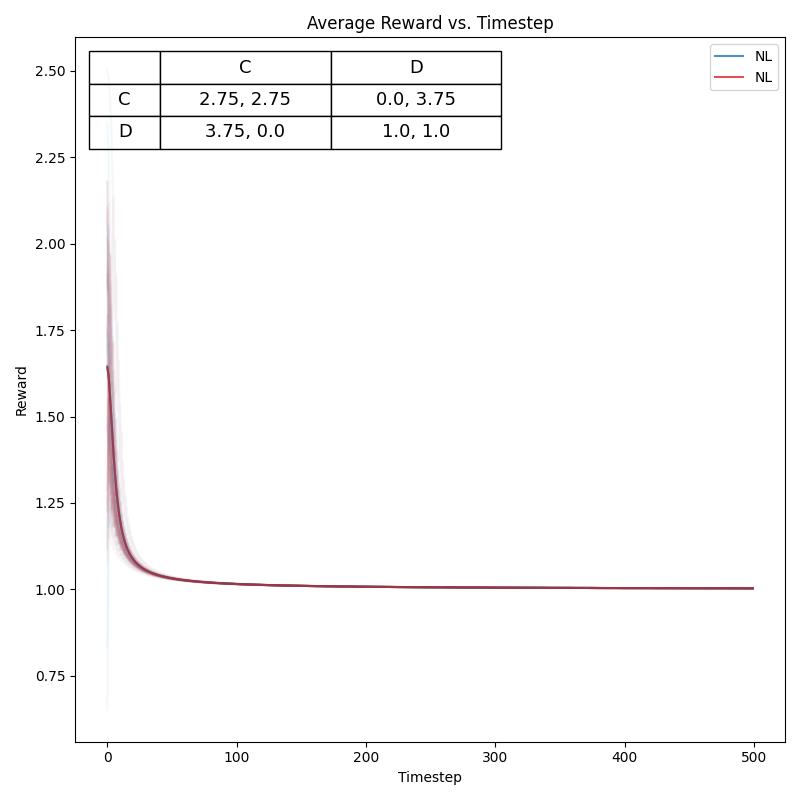 Average Reward vs. Timestep
C D
C 2.75, 2.75 0.0, 3.75
D 3.75, 0.0 1.0, 1.0
NL
NL
2.50
2.25
2.00
1.75
1.50
1.25
1.00
0.75
Reward
0 100 200 300 400 500
Timestep